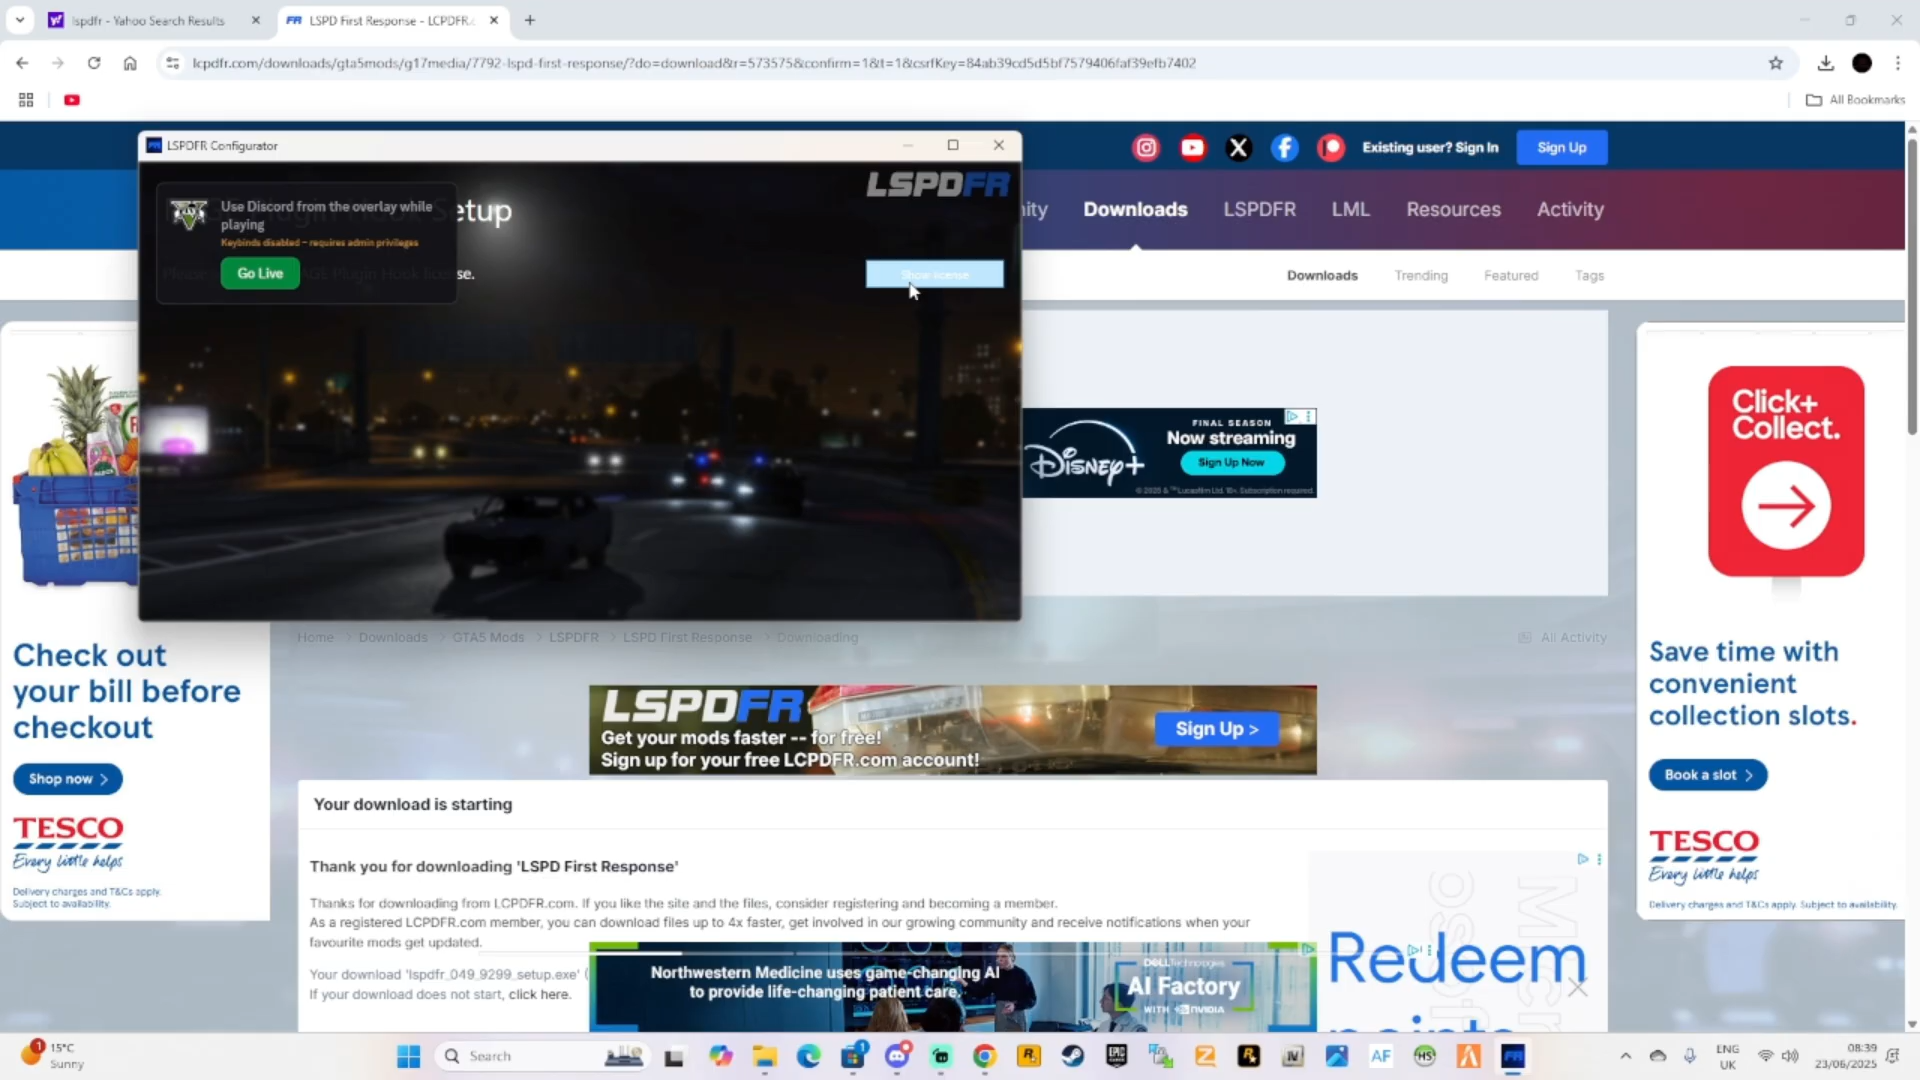 lspdfr - Yahoo Search Results
LSPD First Response - LCPDFR.c
lcpdfr.com/downloads/gta5mods/g17media/7792-lspd-first-response/?do=download&r=573575&confirm=1&t=1&csrfKey=84ab39cd5d5bf7579406faf39efb7402
All Bookmarks
LSPDFR Configurator
Existing user? Sign In
Sign Up
LSPDFR
Use Discord from the overlay while
playing
Keybinds disabled – requires admin privileges
Go Live
etup
Please
AGE Plugin Hook license.
Show license
ity
Downloads
LSPDFR
LML
Resources
Activity
Downloads
Trending
Featured
Tags
FINAL SEASON
Now streaming
Sign Up Now
Disney+
Click+
Collect.
Home > Downloads > GTA5 Mods > LSPDFR > LSPD First Response > Downloading
All Activity
Check out
your bill before
checkout
Shop now >
TESCO
Every little helps
Delivery charges and T&Cs apply.
Subject to availability.
LSPDFR
Get your mods faster -- for free!
Sign up for your free LCPDFR.com account!
Sign Up >
Save time with
convenient
collection slots.
Book a slot >
TESCO
Every little helps
Delivery charges and T&Cs apply. Subject to availability.
Your download is starting
Thank you for downloading 'LSPD First Response'
Thanks for downloading from LCPDFR.com. If you like the site and the files, consider registering and becoming a member.
As a registered LCPDFR.com member, you can download files up to 4x faster, get involved in our growing community and receive notifications when your
favourite mods get updated.
Your download 'lspdfr_049_9299_setup.exe' (
If your download does not start, click here.
Northwestern Medicine uses game-changing AI
to provide life-changing patient care.
DELL Technologies
AI Factory
WITH NVIDIA
Redeem
points
15°C
Sunny
Search
ENG
UK
08:39
23/06/2025